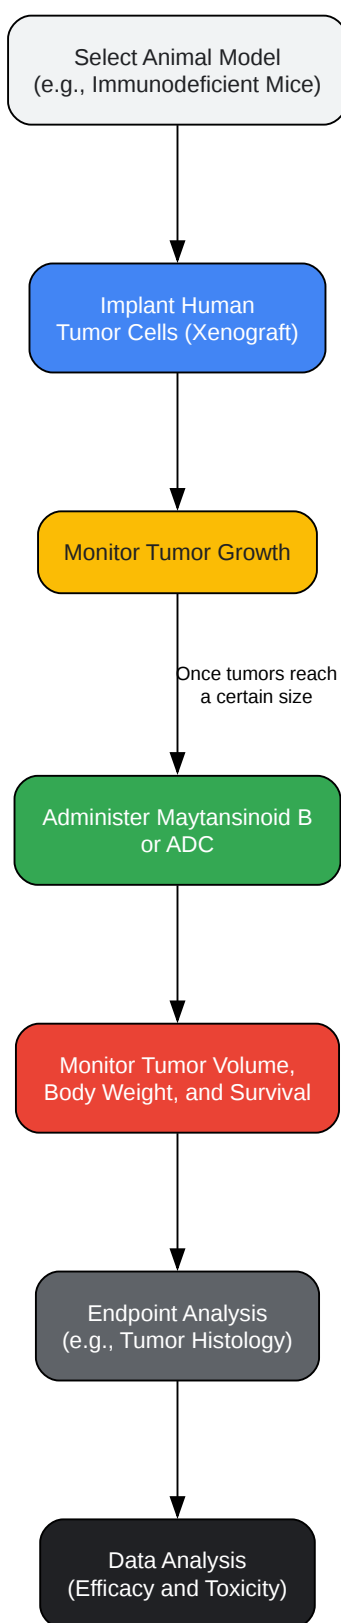 Select Animal Model
(e.g., Immunodeficient Mice)
Implant Human
Tumor Cells (Xenograft)
Monitor Tumor Growth
Once tumors reach
a certain size
Administer Maytansinoid B
or ADC
Monitor Tumor Volume,
Body Weight, and Survival
Endpoint Analysis
(e.g., Tumor Histology)
Data Analysis
(Efficacy and Toxicity)